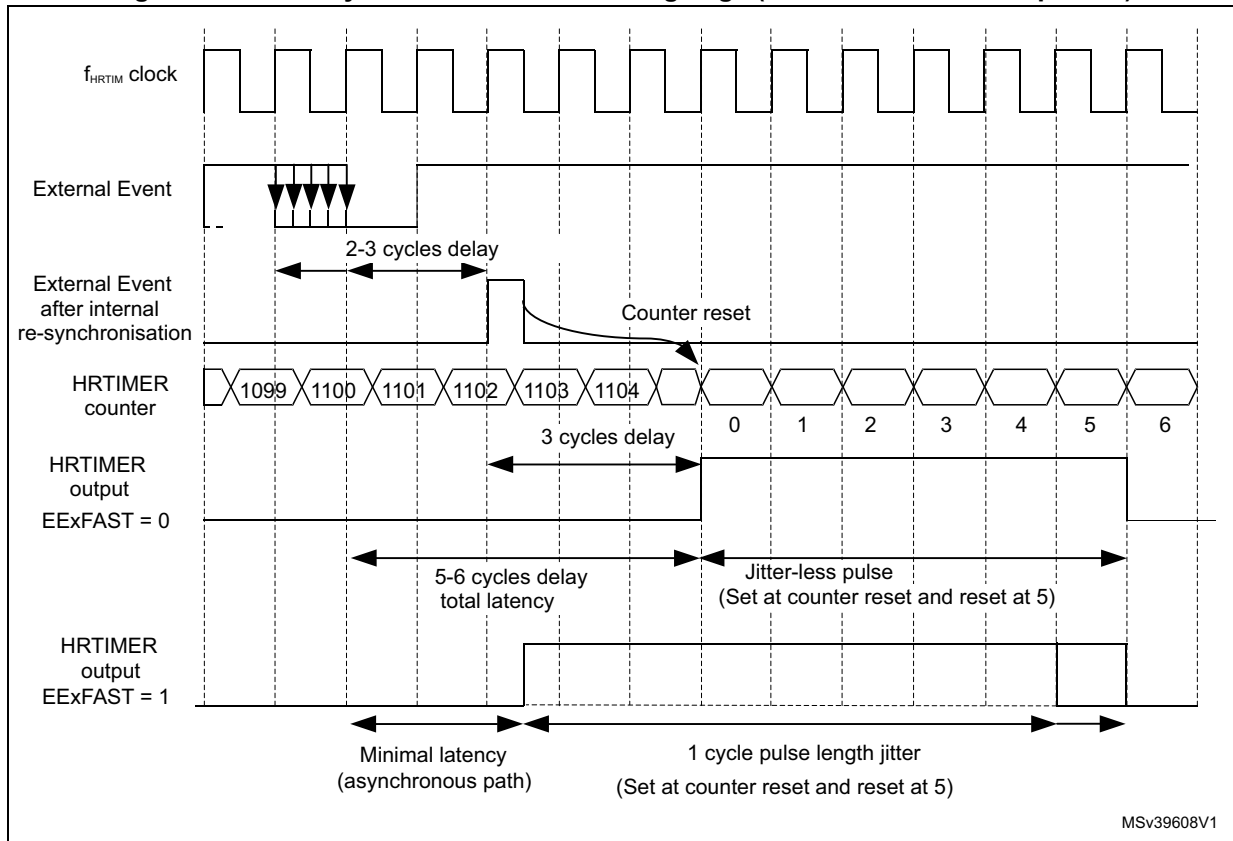 f_HRTIM clock
External Event
2-3 cycles delay
External Event
after internal
re-synchronisation
Counter reset
HRTIMER
counter
1099 1100 1101 1102 1103 1104
0 1 2 3 4 5 6
3 cycles delay
HRTIMER
output
EExFAST = 0
5-6 cycles delay
total latency
Jitter-less pulse
(Set at counter reset and reset at 5)
HRTIMER
output
EExFAST = 1
Minimal latency
(asynchronous path)
1 cycle pulse length jitter
(Set at counter reset and reset at 5)
MSv39608V1